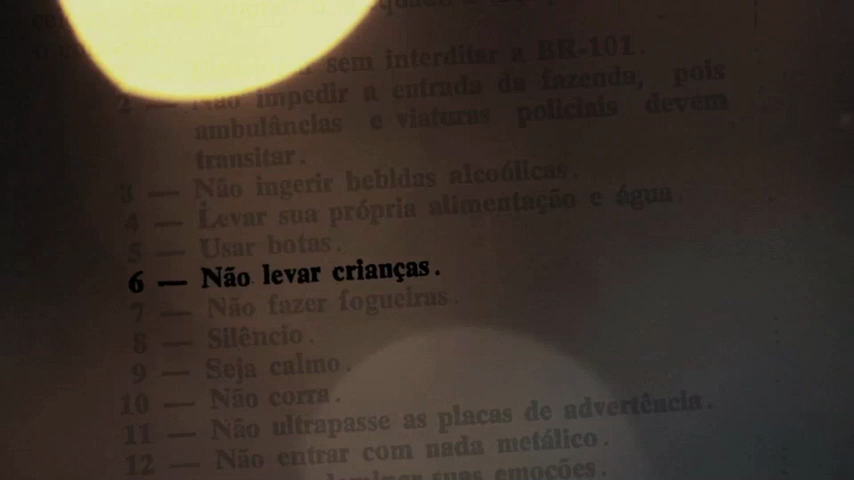 sem interditar a BR-101.
2 — Não impedir a entrada da fazenda, pois
ambulâncias e viaturas policiais devem
transitar.
3 — Não ingerir bebidas alcoólicas.
4 — Levar sua própria alimentação e água.
5 — Usar botas.
6 — Não levar crianças.
7 — Não fazer fogueiras.
8 — Silêncio.
9 — Seja calmo.
10 — Não corra.
11 — Não ultrapasse as placas de advertência.
12 — Não entrar com nada metálico.
suas emoções.